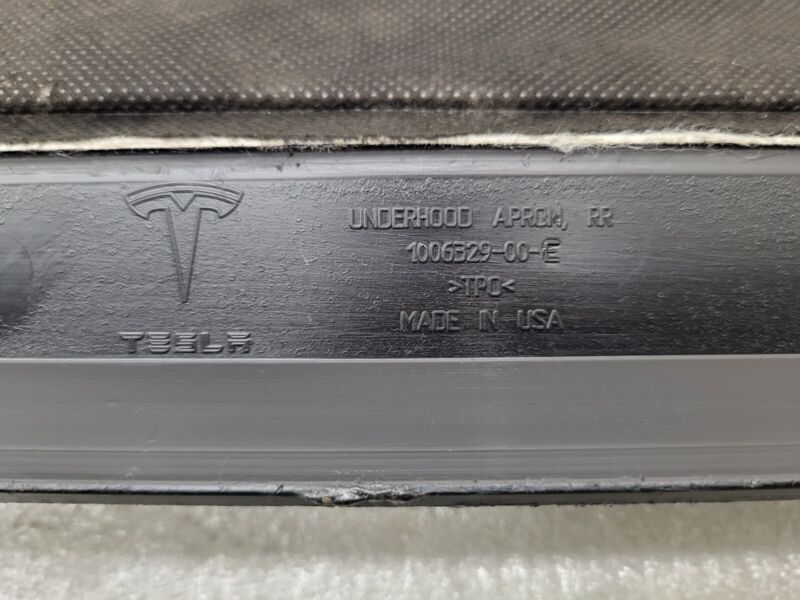 TESLA
UNDERHOOD APRON, RR
1006329-00-E
>TPO<
MADE IN USA